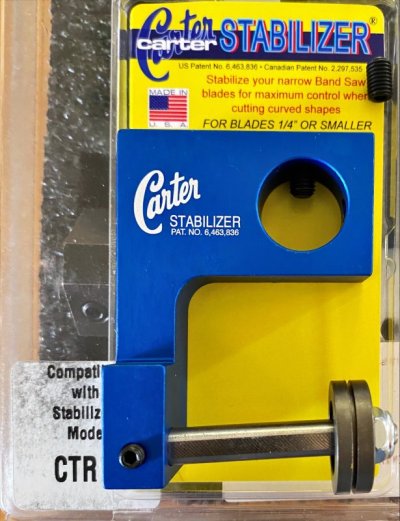 Carter
carter STABILIZER®
US Patent No. 6,463,836 • Canadian Patent No. 2,297,535
Stabilize your narrow Band Saw
blades for maximum control when
cutting curved shapes
FOR BLADES 1/4" OR SMALLER
MADE IN
U.S.A.
Carter
STABILIZER
PAT. NO. 6,463,836
Compati
with
Stabiliz
Mode
CTR